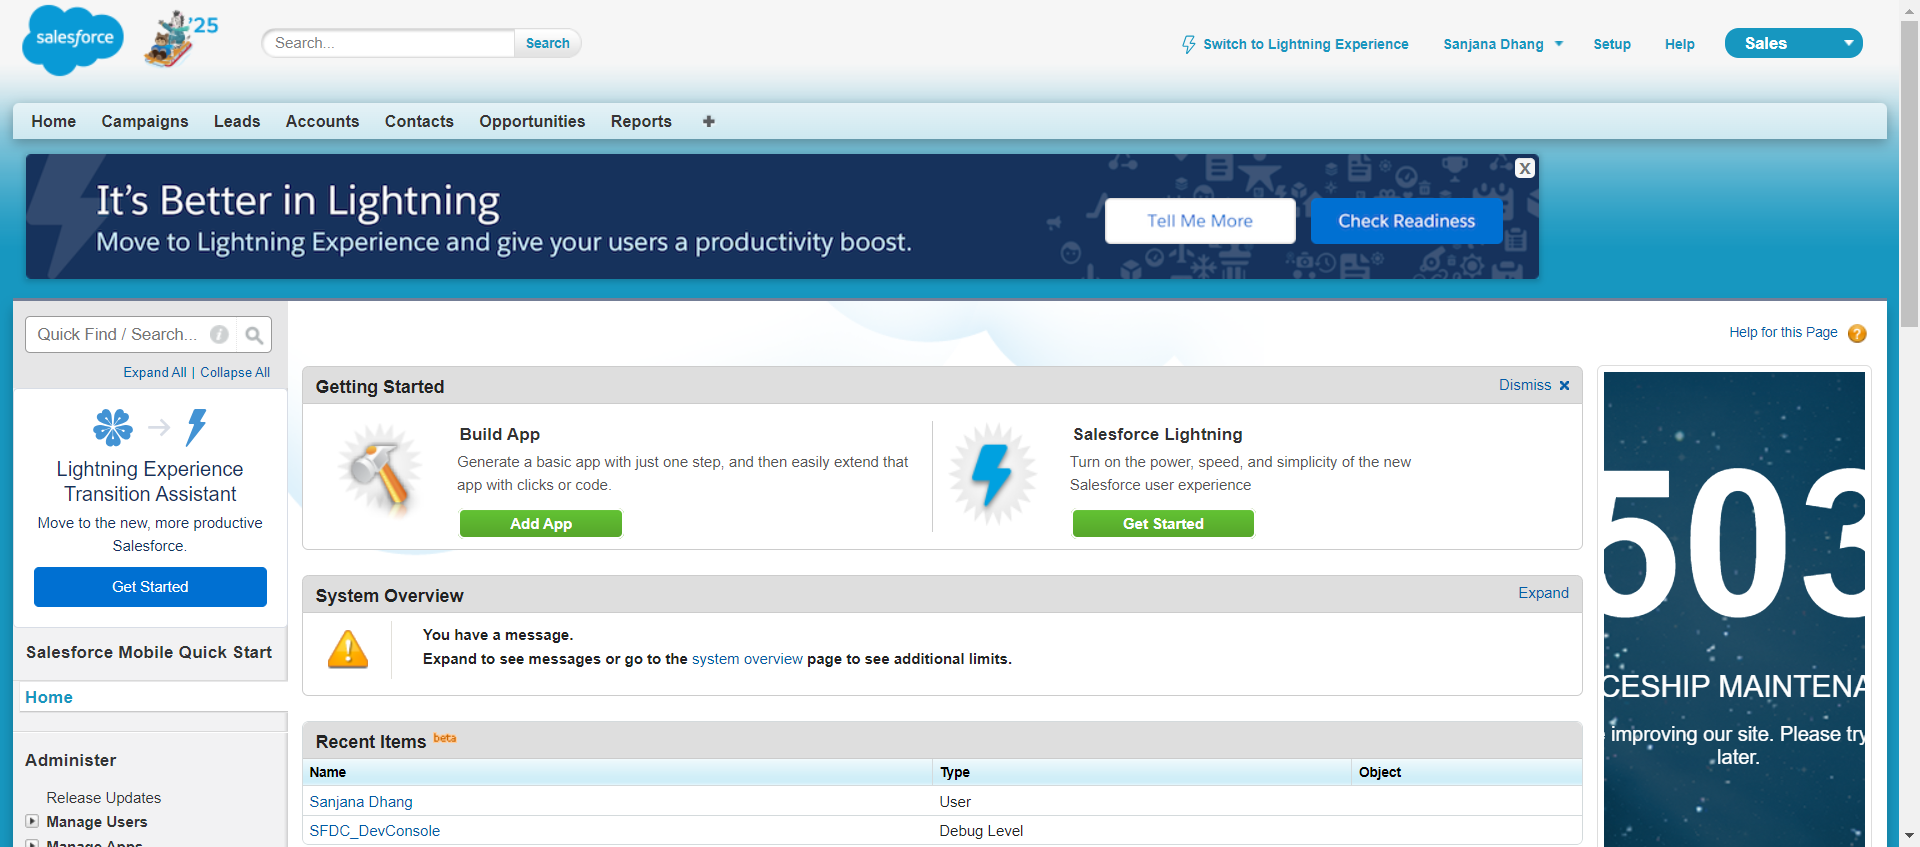 salesforce
'25
Search...
Search
Switch to Lightning Experience
Sanjana Dhang
Setup
Help
Sales
Home
Campaigns
Leads
Accounts
Contacts
Opportunities
Reports
It's Better in Lightning
Move to Lightning Experience and give your users a productivity boost.
Tell Me More
Check Readiness
X
Quick Find / Search...
Expand All | Collapse All
Lightning Experience
Transition Assistant
Move to the new, more productive
Salesforce.
Get Started
Salesforce Mobile Quick Start
Home
Administer
Release Updates
Manage Users
Manage Apps
Help for this Page
Getting Started
Dismiss
Build App
Generate a basic app with just one step, and then easily extend that
app with clicks or code.
Add App
Salesforce Lightning
Turn on the power, speed, and simplicity of the new
Salesforce user experience
Get Started
System Overview
Expand
You have a message.
Expand to see messages or go to the system overview page to see additional limits.
Recent Items beta
Name Type Object
Sanjana Dhang User
SFDC_DevConsole Debug Level
503
CESHIP MAINTENA
improving our site. Please try
later.